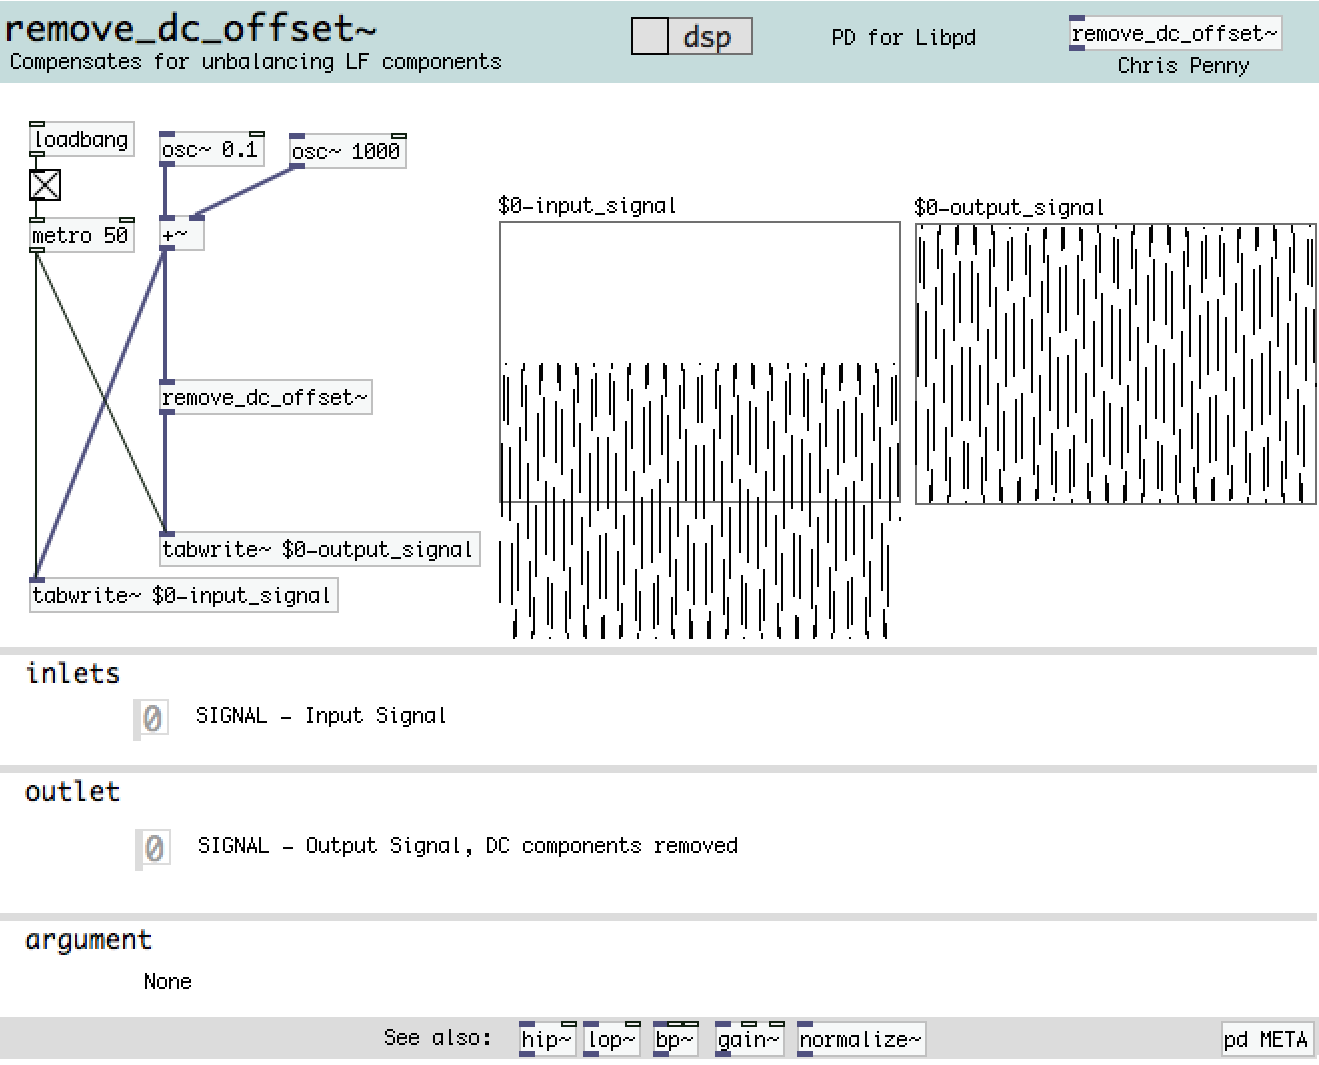 remove_dc_offset~
Compensates for unbalancing LF components
dsp
PD for Libpd
remove_dc_offset~
Chris Penny
loadbang
osc~ 0.1
osc~ 1000
metro 50
+~
$0-input_signal
$0-output_signal
remove_dc_offset~
tabwrite~ $0-output_signal
tabwrite~ $0-input_signal
inlets
0
SIGNAL - Input Signal
outlet
0
SIGNAL - Output Signal, DC components removed
argument
None
See also:
hip~
lop~
bp~
gain~
normalize~
pd META